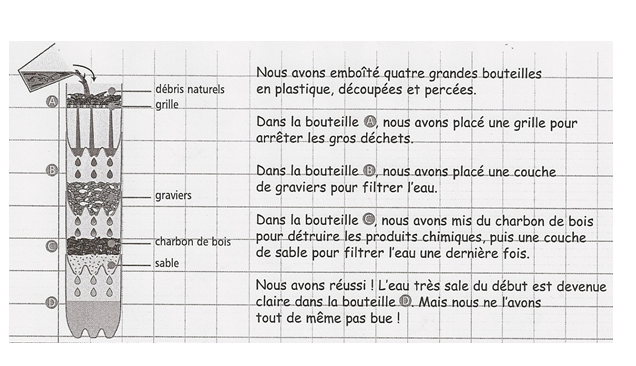 débris naturels
grille
graviers
charbon de bois
sable
A
B
C
D
Nous avons emboîté quatre grandes bouteilles
en plastique, découpées et percées.
Dans la bouteille A, nous avons placé une grille pour
arrêter les gros déchets.
Dans la bouteille B, nous avons placé une couche
de graviers pour filtrer l'eau.
Dans la bouteille C, nous avons mis du charbon de bois
pour détruire les produits chimiques, puis une couche
de sable pour filtrer l'eau une dernière fois.
Nous avons réussi ! L'eau très sale du début est devenue
claire dans la bouteille D. Mais nous ne l'avons
tout de même pas bue !